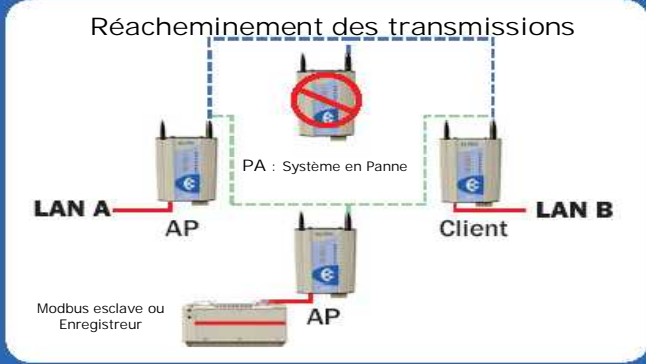 Réacheminement des transmissions
PA : Système en Panne
LAN A
AP
Client
LAN B
Modbus esclave ou
Enregistreur
AP